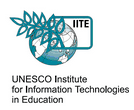 IITE
UNESCO Institute
for Information Technologies
in Education